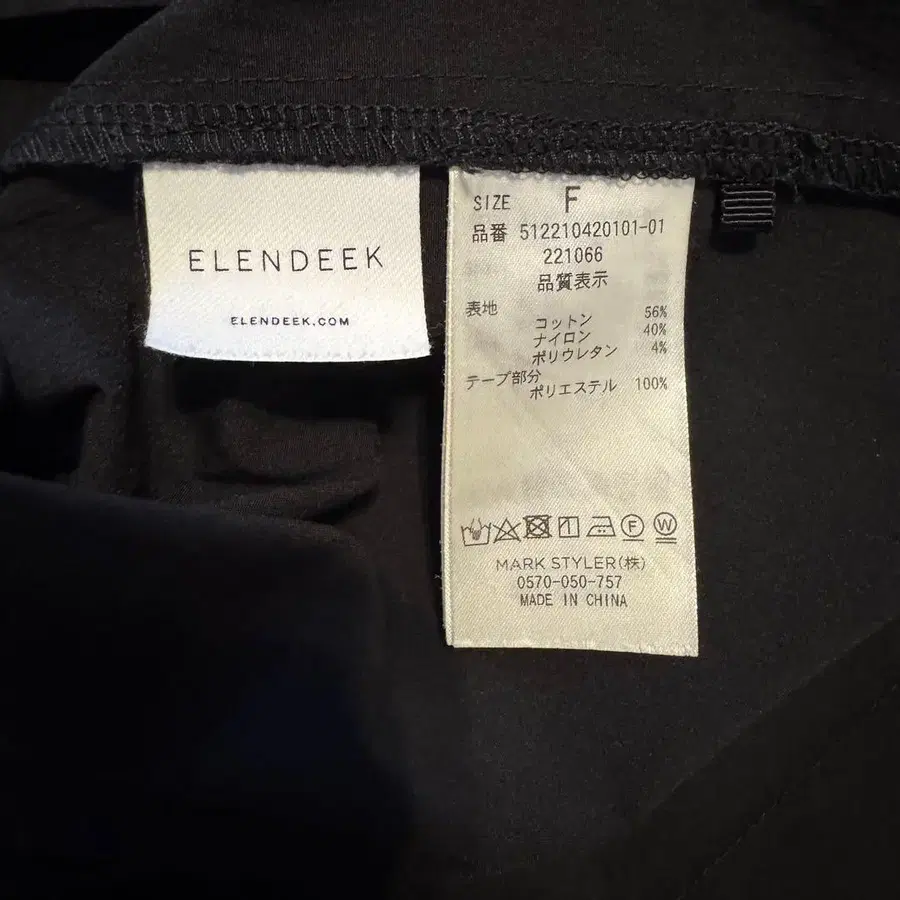 ELENDEEK
ELENDEEK.COM
SIZE F
品番 512210420101-01
221066
品質表示
表地
コットン 56%
ナイロン 40%
ポリウレタン 4%
テープ部分
ポリエステル 100%
F W
MARK STYLER(株)
0570-050-757
MADE IN CHINA